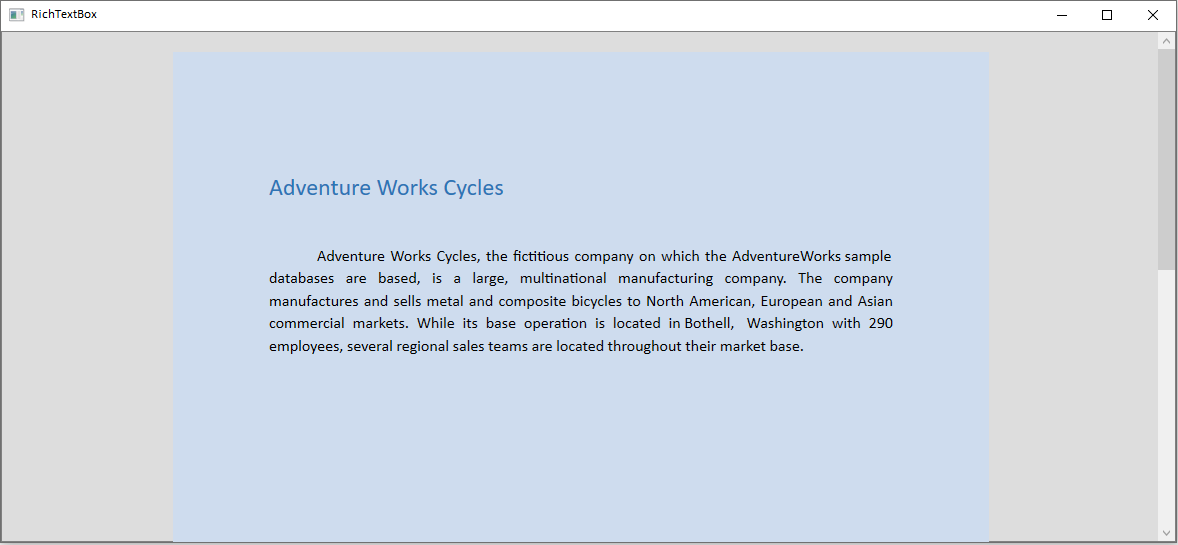 RichTextBox
Adventure Works Cycles
Adventure Works Cycles, the fictitious company on which the AdventureWorks sample
databases are based, is a large, multinational manufacturing company. The company
manufactures and sells metal and composite bicycles to North American, European and Asian
commercial markets. While its base operation is located in Bothell, Washington with 290
employees, several regional sales teams are located throughout their market base.